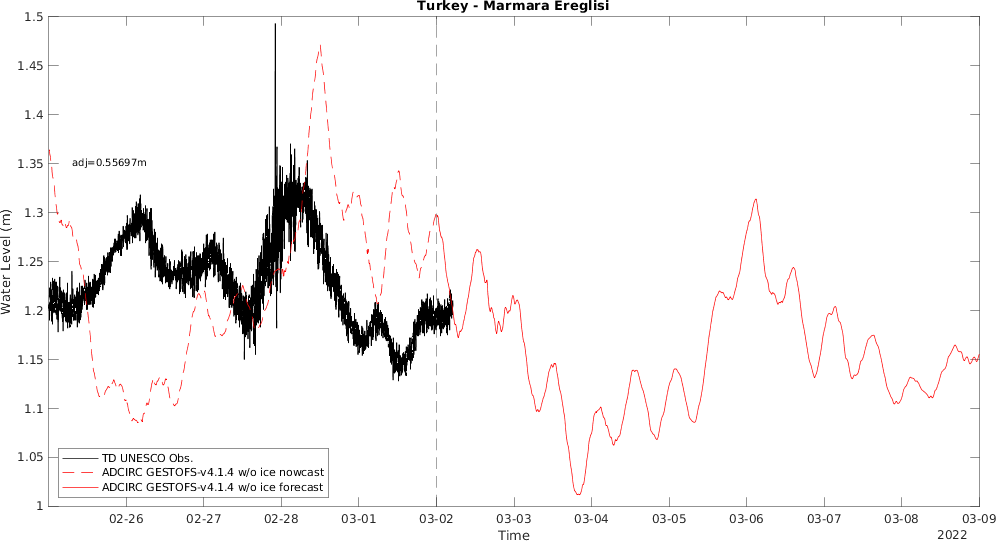 Turkey - Marmara Ereglisi
1.5
1.45
1.4
1.35
1.3
1.25
1.2
1.15
1.1
1.05
1
Water Level (m)
adj=0.55697m
TD UNESCO Obs.
ADCIRC GESTOFS-v4.1.4 w/o ice nowcast
ADCIRC GESTOFS-v4.1.4 w/o ice forecast
02-26 02-27 02-28 03-01 03-02 03-03 03-04 03-05 03-06 03-07 03-08 03-09
Time
2022